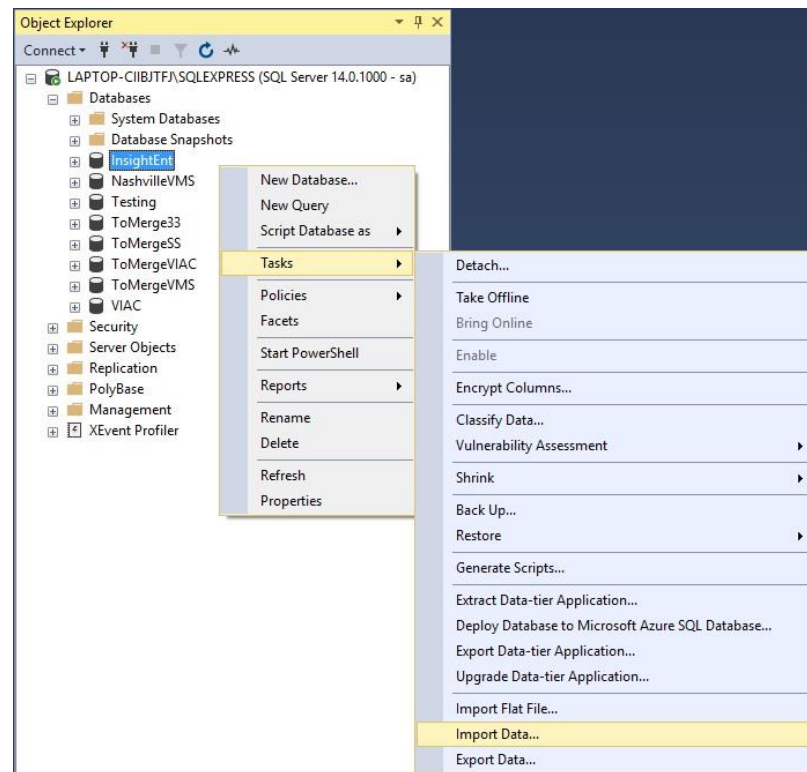 Object Explorer
Connect
LAPTOP-CIIBJTFJ\SQLEXPRESS (SQL Server 14.0.1000 - sa)
Databases
System Databases
Database Snapshots
InsightEnt
NashvilleVMS
Testing
ToMerge33
ToMergeSS
ToMergeVIAC
ToMergeVMS
VIAC
Security
Server Objects
Replication
PolyBase
Management
XEvent Profiler
New Database...
New Query
Script Database as
Tasks
Policies
Facets
Start PowerShell
Reports
Rename
Delete
Refresh
Properties
Detach...
Take Offline
Bring Online
Enable
Encrypt Columns...
Classify Data...
Vulnerability Assessment
Shrink
Back Up...
Restore
Generate Scripts...
Extract Data-tier Application...
Deploy Database to Microsoft Azure SQL Database...
Export Data-tier Application...
Upgrade Data-tier Application...
Import Flat File...
Import Data...
Export Data...